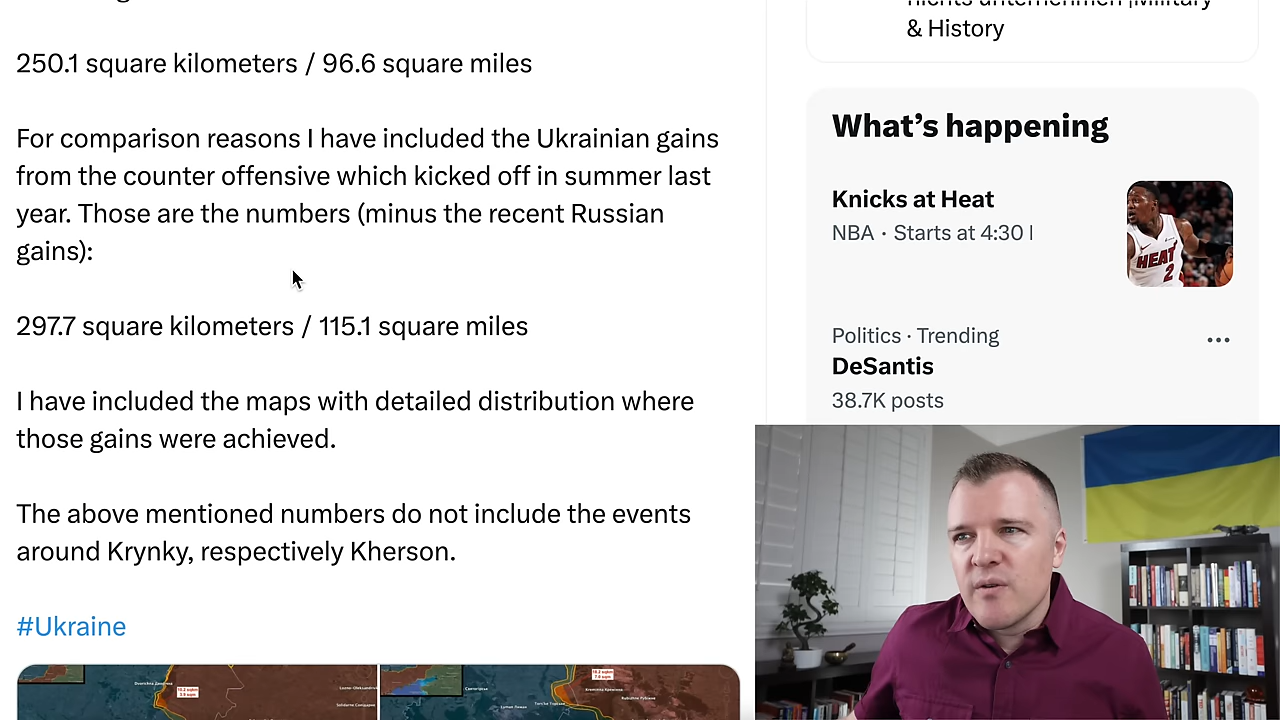 250.1 square kilometers / 96.6 square miles
For comparison reasons I have included the Ukrainian gains
from the counter offensive which kicked off in summer last
year. Those are the numbers (minus the recent Russian
gains):
297.7 square kilometers / 115.1 square miles
I have included the maps with detailed distribution where
those gains were achieved.
The above mentioned numbers do not include the events
around Krynky, respectively Kherson.
#Ukraine
& History
What's happening
Knicks at Heat
NBA · Starts at 4:30
HEAT
2
Politics · Trending
DeSantis
38.7K posts